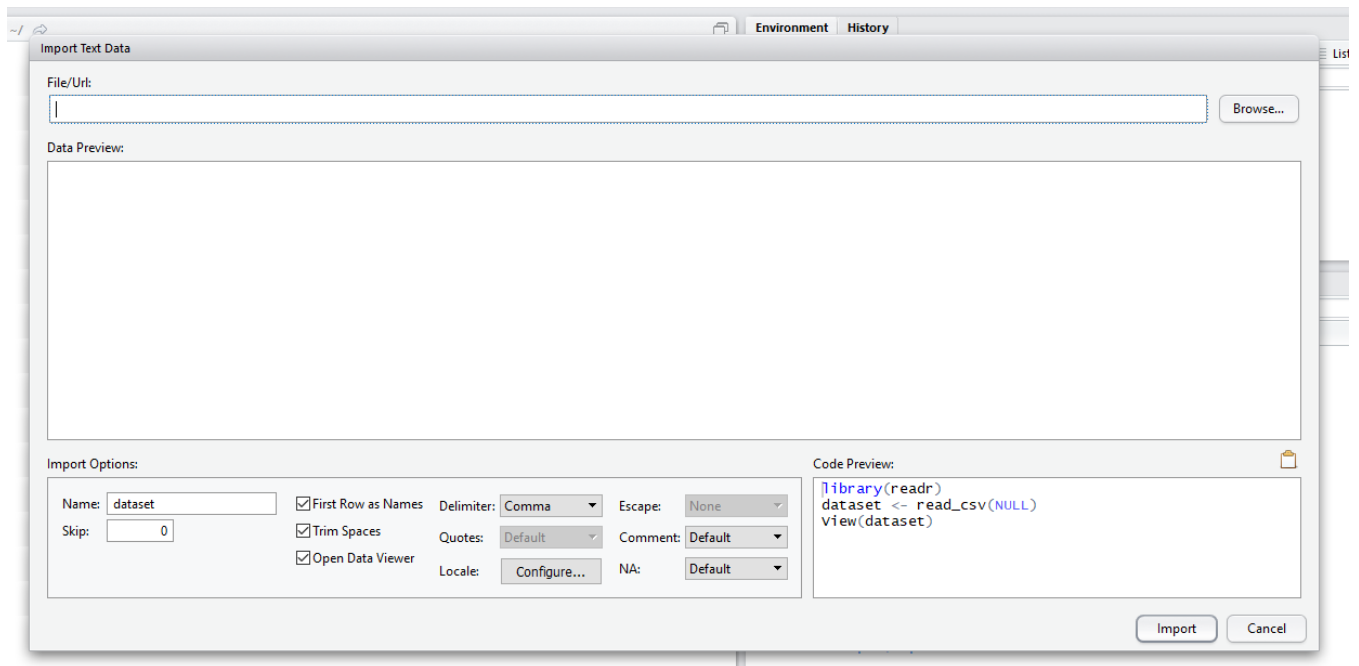 ~/
Environment History
Import Text Data
List
File/Url:
Browse...
Data Preview:
Import Options:
Name: dataset
Skip: 0
First Row as Names
Trim Spaces
Open Data Viewer
Delimiter: Comma
Quotes: Default
Locale: Configure...
Escape: None
Comment: Default
NA: Default
Code Preview:
library(readr)
dataset <- read_csv(NULL)
View(dataset)
Import Cancel